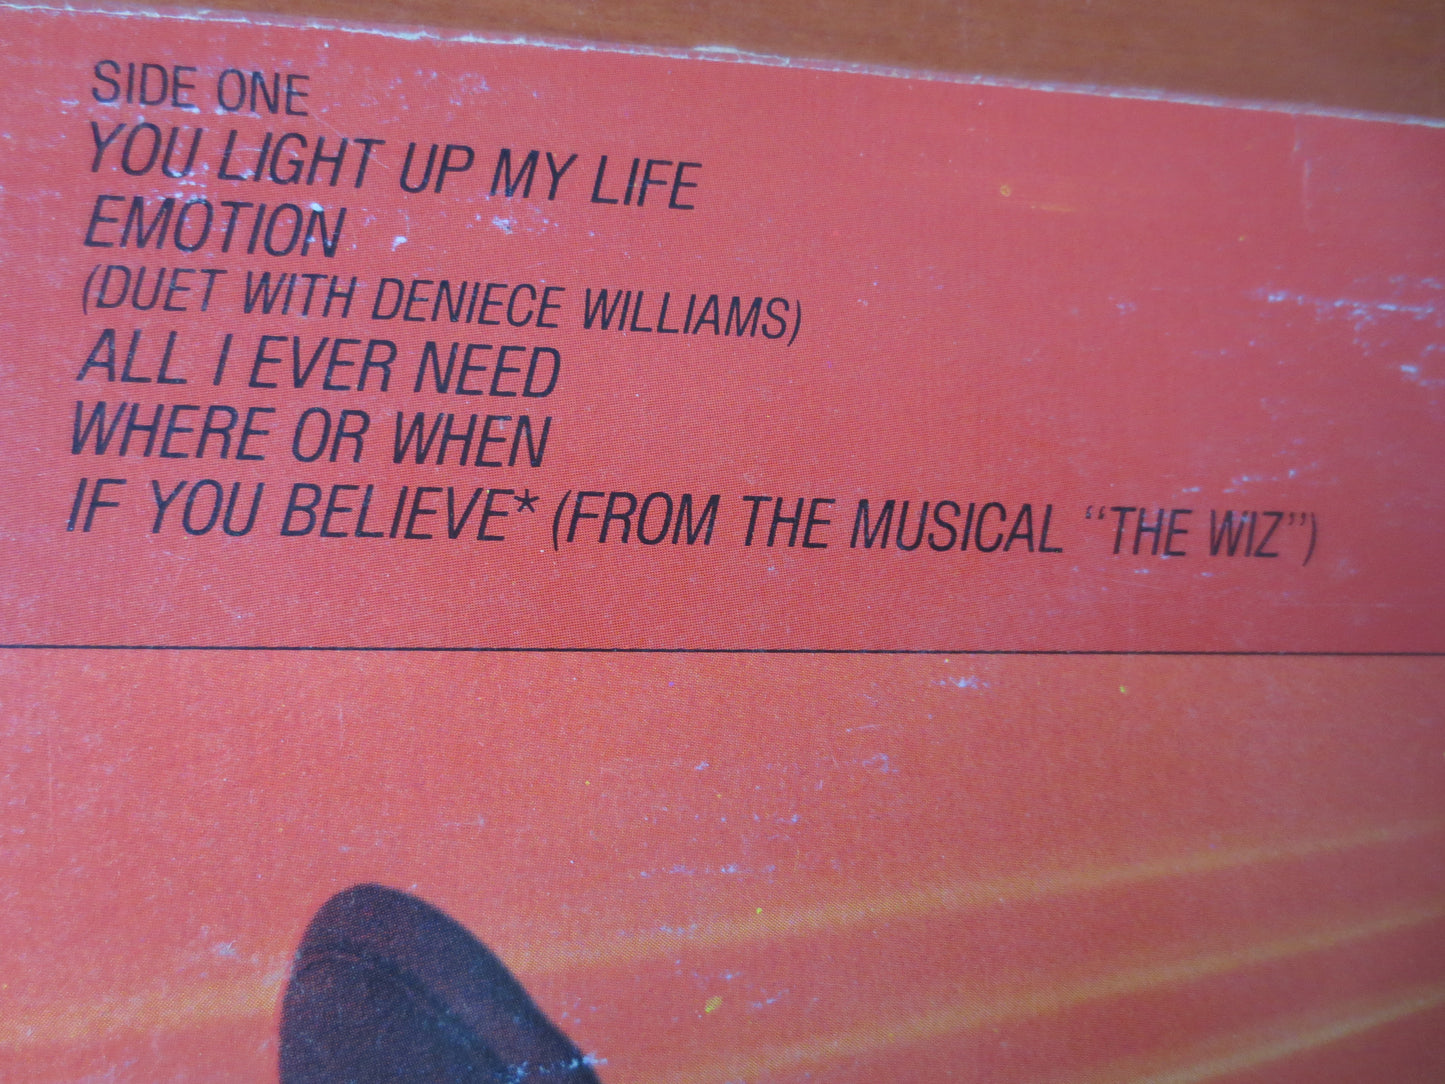 SIDE ONE
YOU LIGHT UP MY LIFE
EMOTION
(DUET WITH DENIECE WILLIAMS)
ALL I EVER NEED
WHERE OR WHEN
IF YOU BELIEVE* (FROM THE MUSICAL “THE WIZ”)